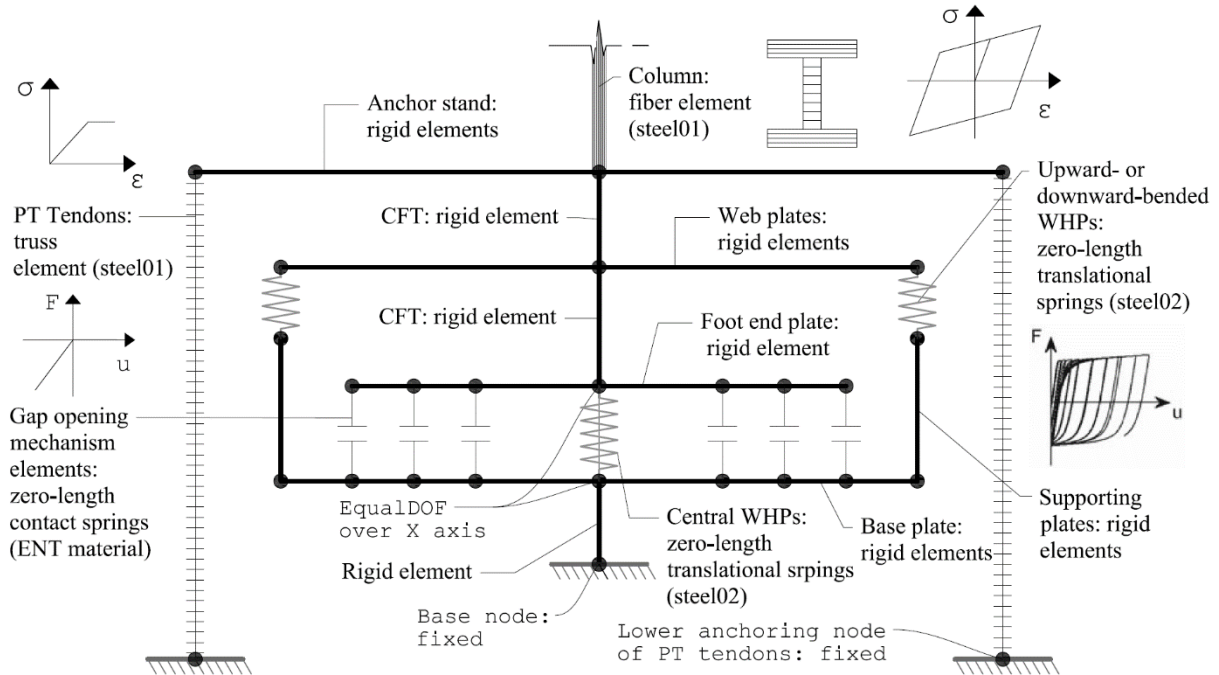 σ
ε
Anchor stand:
rigid elements
Column:
fiber element
(steel01)
σ
ε
PT Tendons:
truss
element (steel01)
CFT: rigid element
Web plates:
rigid elements
Upward- or
downward-bended
WHPs:
zero-length
translational
springs (steel02)
F
u
CFT: rigid element
Foot end plate:
rigid element
F
u
Gap opening
mechanism
elements:
zero-length
contact springs
(ENT material)
EqualDOF
over X axis
Rigid element
Central WHPs:
zero-length
translational srpings
(steel02)
Base plate:
rigid elements
Supporting
plates: rigid
elements
Base node:
fixed
Lower anchoring node
of PT tendons: fixed